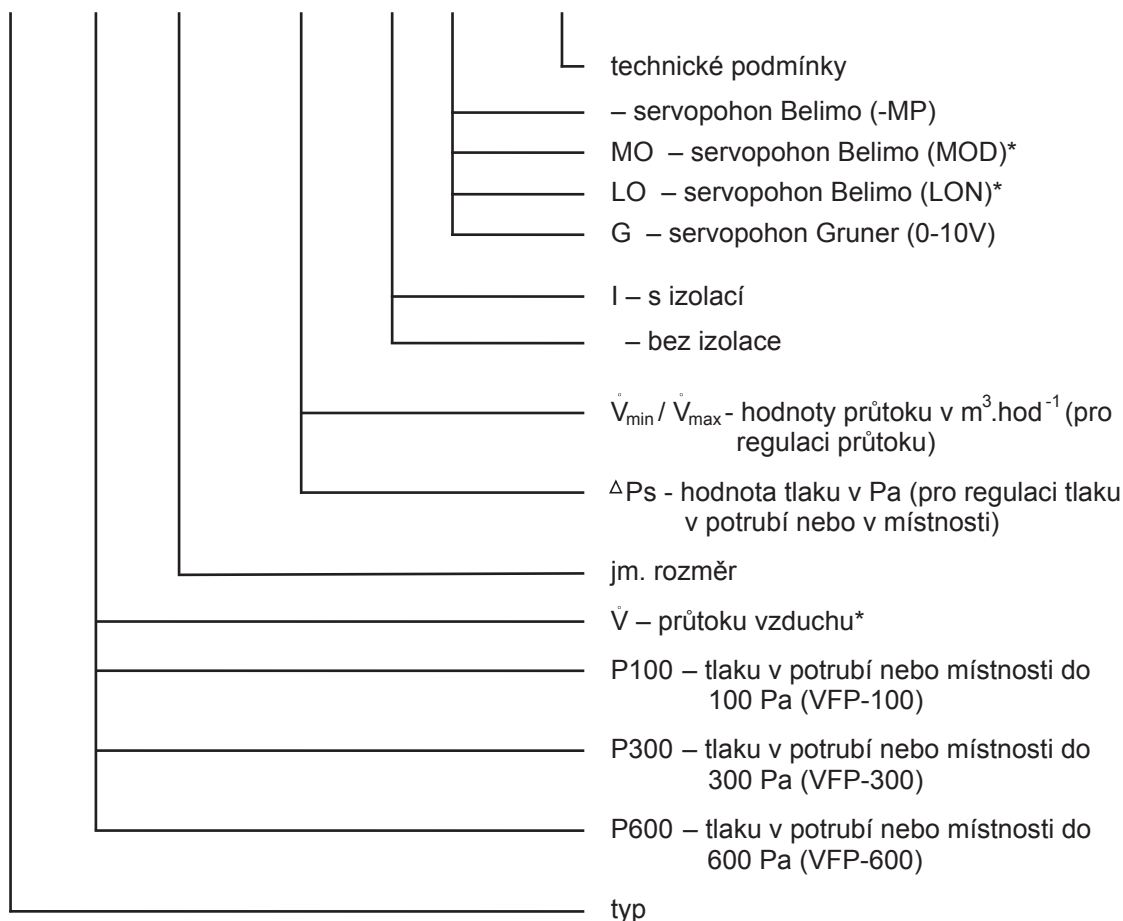 technické podmínky
– servopohon Belimo (-MP)
MO – servopohon Belimo (MOD)*
LO – servopohon Belimo (LON)*
G – servopohon Gruner (0-10V)
I – s izolací
– bez izolace
V̊min / V̊max - hodnoty průtoku v m³.hod⁻¹ (pro
regulaci průtoku)
△Ps - hodnota tlaku v Pa (pro regulaci tlaku
v potrubí nebo v místnosti)
jm. rozměr
V̊ – průtoku vzduchu*
P100 – tlaku v potrubí nebo místnosti do
100 Pa (VFP-100)
P300 – tlaku v potrubí nebo místnosti do
300 Pa (VFP-300)
P600 – tlaku v potrubí nebo místnosti do
600 Pa (VFP-600)
typ